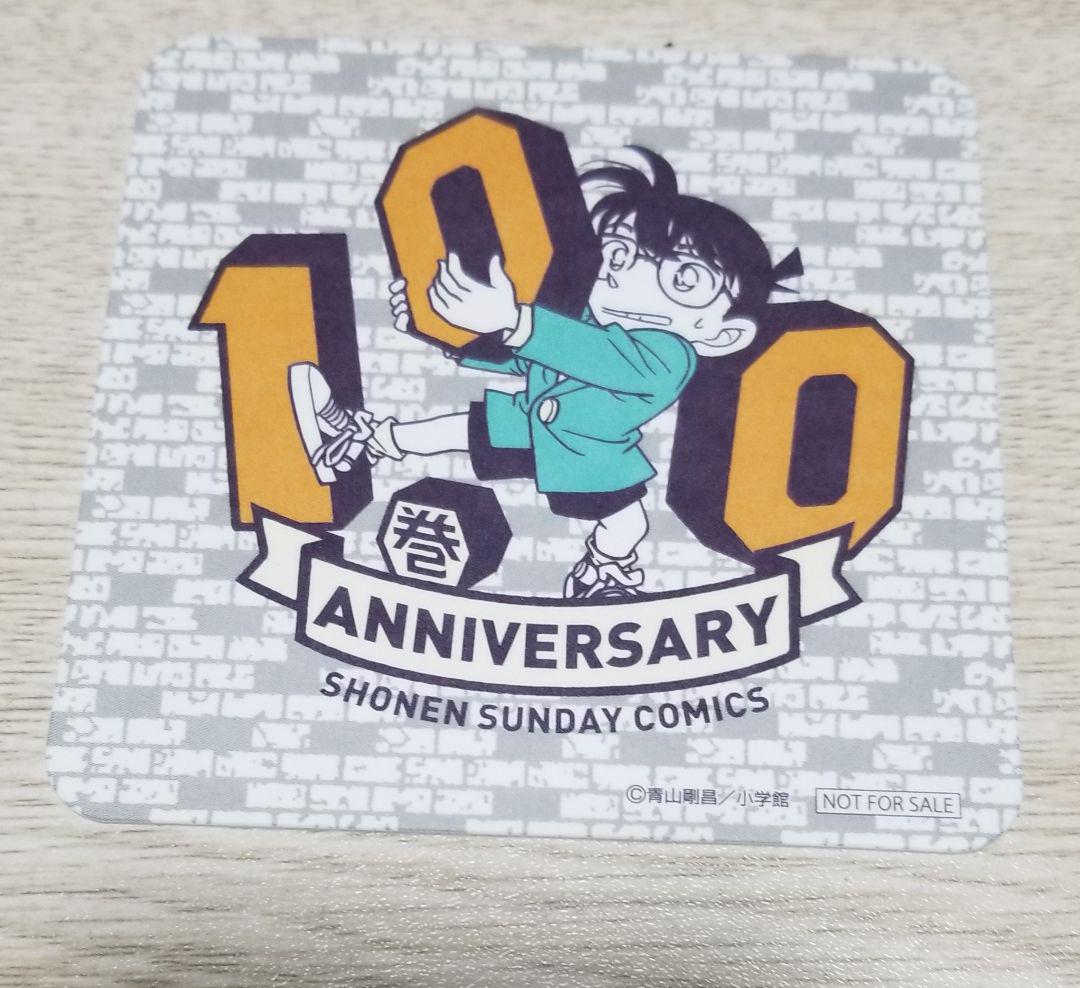 100
巻
ANNIVERSARY
SHONEN SUNDAY COMICS
©青山剛昌/小学館
NOT FOR SALE